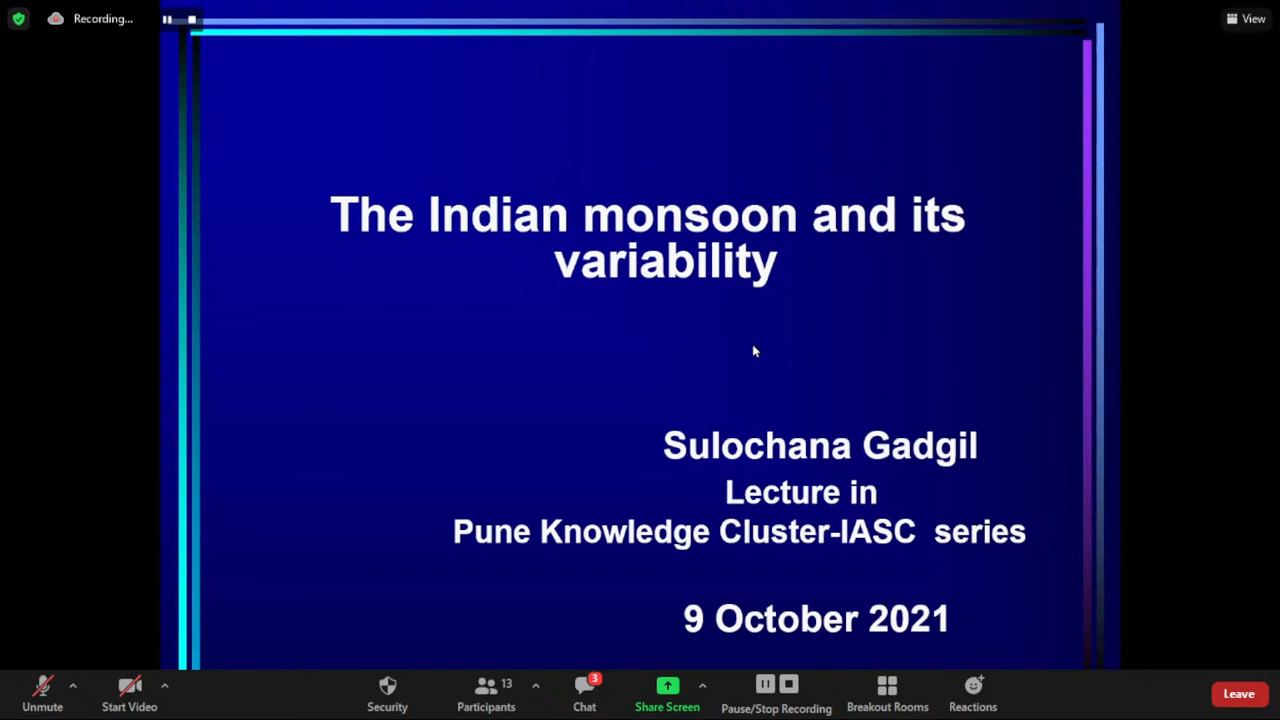 Recording...
View
The Indian monsoon and its
variability
Sulochana Gadgil
Lecture in
Pune Knowledge Cluster-IASC series
9 October 2021
Unmute
Start Video
Security
13
Participants
3
Chat
Share Screen
Pause/Stop Recording
Breakout Rooms
Reactions
Leave